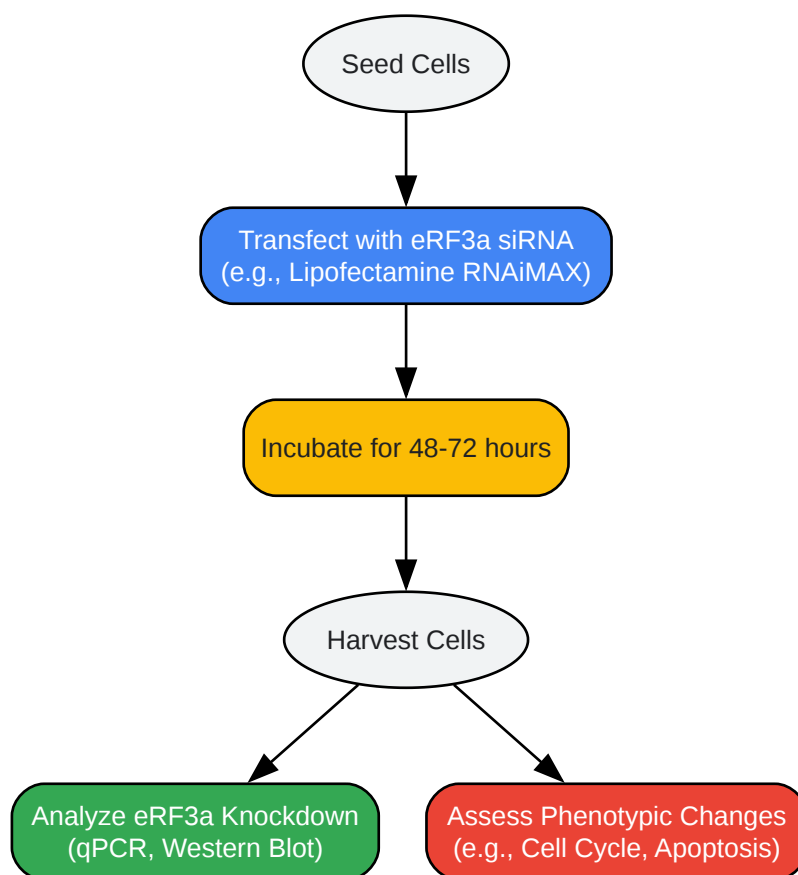 Seed Cells
Transfect with eRF3a siRNA
(e.g., Lipofectamine RNAiMAX)
Incubate for 48-72 hours
Harvest Cells
Analyze eRF3a Knockdown
(qPCR, Western Blot)
Assess Phenotypic Changes
(e.g., Cell Cycle, Apoptosis)